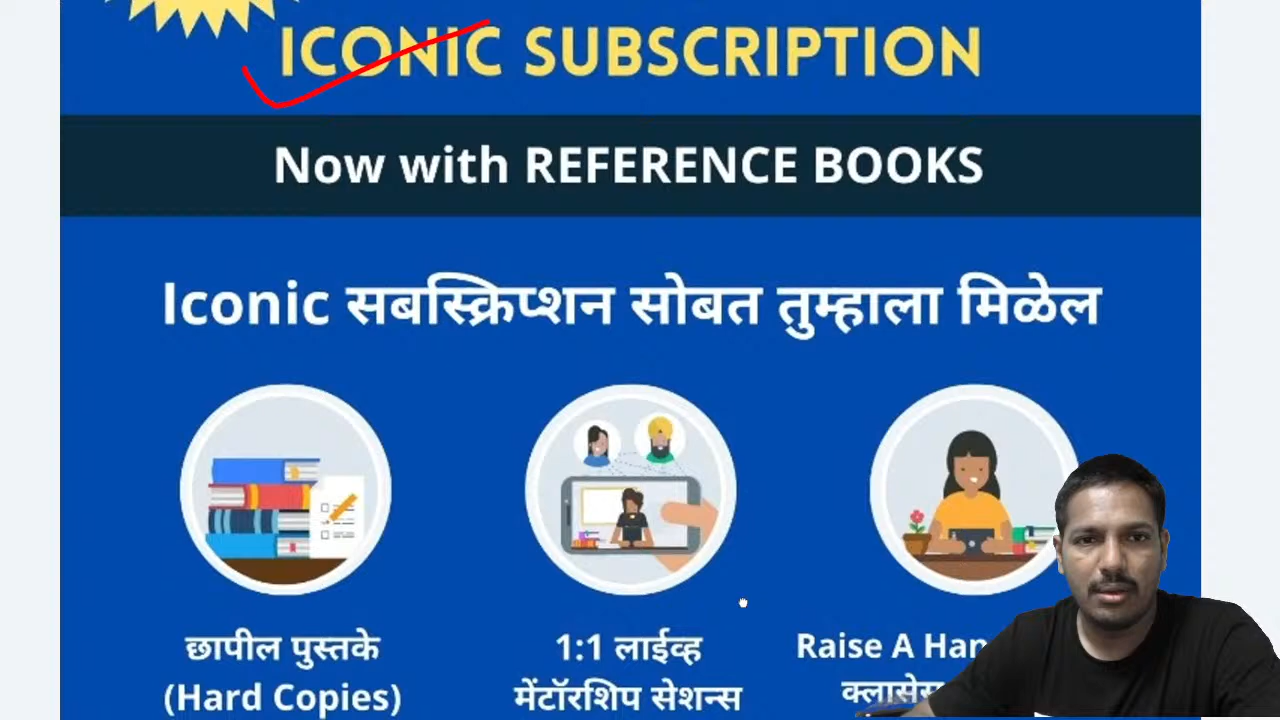 ICONIC SUBSCRIPTION
Now with REFERENCE BOOKS
Iconic सबस्क्रिप्शन सोबत तुम्हाला मिळेल
छापील पुस्तके
(Hard Copies)
1:1 लाईव्ह
मेंटॉरशिप सेशन्स
Raise A